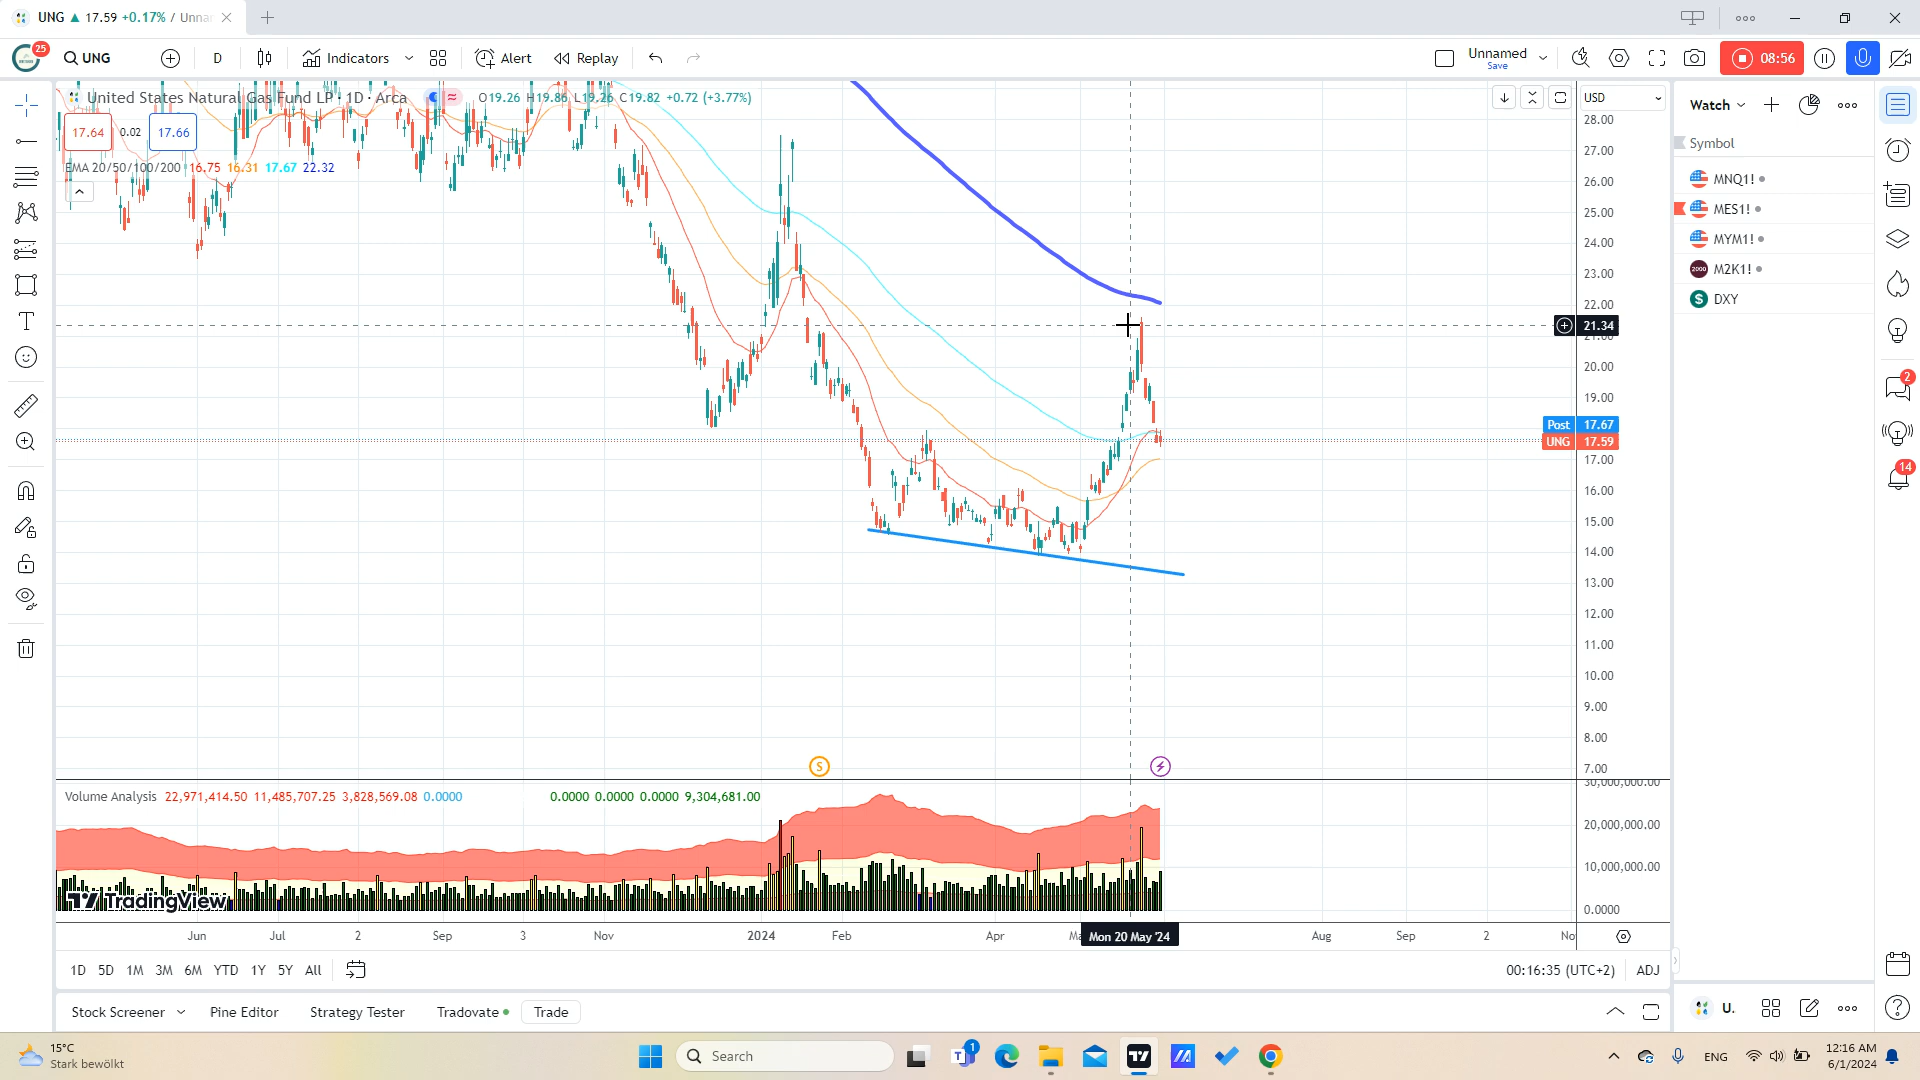 UNG ▲ 17.59 +0.17% / Unnar
25
UNG
D
Indicators
Alert
Replay
Unnamed
Save
08:56
United States Natural Gas Fund LP · 1D · Arca
O19.26 H19.86 L19.26 C19.82 +0.72 (+3.77%)
USD
17.64 0.02 17.66
EMA 20/50/100/200 16.75 16.31 17.67 22.32
28.00
27.00
26.00
25.00
24.00
23.00
22.00
21.34
21.00
20.00
19.00
Post 17.67
UNG 17.59
17.00
16.00
15.00
14.00
13.00
12.00
11.00
10.00
9.00
8.00
7.00
S
Volume Analysis 22,971,414.50 11,485,707.25 3,828,569.08 0.0000 0.0000 0.0000 0.0000 9,304,681.00
30,000,000.00
20,000,000.00
10,000,000.00
0.0000
TradingView
Jun Jul 2 Sep 3 Nov 2024 Feb Apr Ma Mon 20 May '24 Aug Sep 2 No
1D 5D 1M 3M 6M YTD 1Y 5Y All
00:16:35 (UTC+2) ADJ
Stock Screener Pine Editor Strategy Tester Tradovate Trade
Watch
Symbol
MNQ1!
MES1!
MYM1!
2000 M2K1!
S DXY
2
14
U.
15°C
Stark bewölkt
Search
1
ENG
12:16 AM
6/1/2024